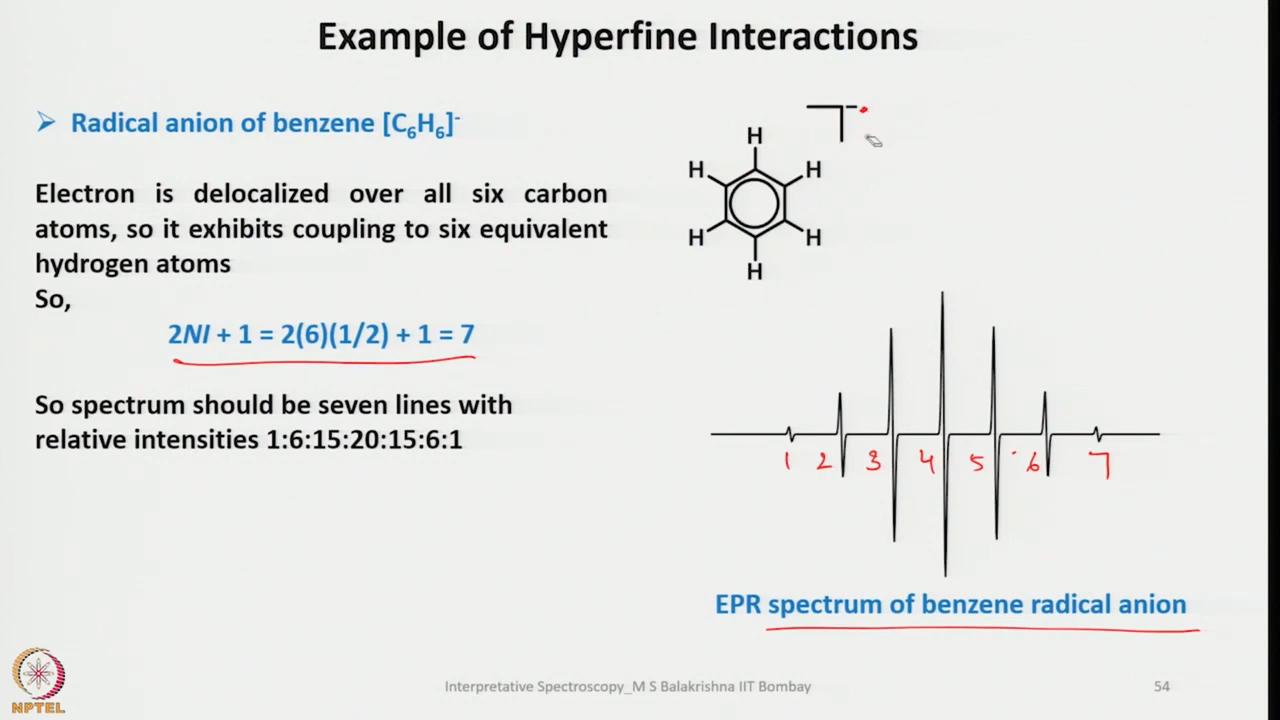 Example of Hyperfine Interactions
➢ Radical anion of benzene [C₆H₆]⁻
Electron is delocalized over all six carbon
atoms, so it exhibits coupling to six equivalent
hydrogen atoms
So,
2NI + 1 = 2(6)(1/2) + 1 = 7
So spectrum should be seven lines with
relative intensities 1:6:15:20:15:6:1
H
H H
H H
H
1 2 3 4 5 6 7
EPR spectrum of benzene radical anion
NPTEL
Interpretative Spectroscopy_M S Balakrishna IIT Bombay
54